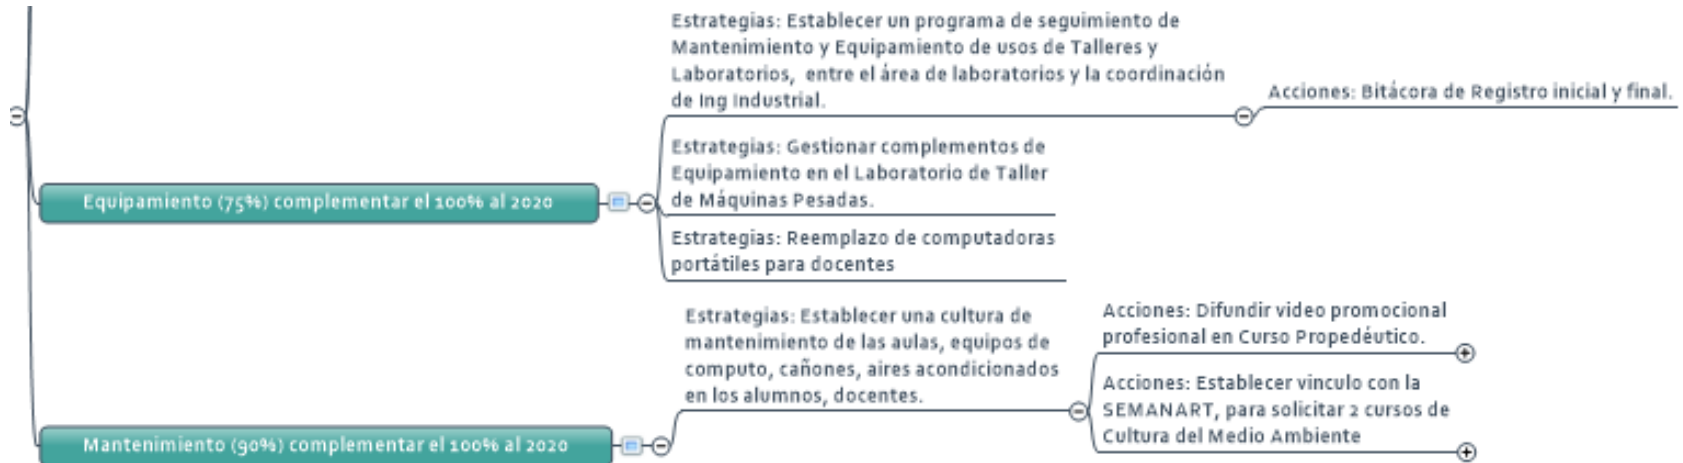 Estrategias: Establecer un programa de seguimiento de
Mantenimiento y Equipamiento de usos de Talleres y
Laboratorios, entre el área de laboratorios y la coordinación
de Ing Industrial.
Acciones: Bitácora de Registro inicial y final.
Equipamiento (75%) complementar el 100% al 2020
Estrategias: Gestionar complementos de
Equipamiento en el Laboratorio de Taller
de Máquinas Pesadas.
Estrategias: Reemplazo de computadoras
portátiles para docentes
Mantenimiento (90%) complementar el 100% al 2020
Estrategias: Establecer una cultura de
mantenimiento de las aulas, equipos de
computo, cañones, aires acondicionados
en los alumnos, docentes.
Acciones: Difundir video promocional
profesional en Curso Propedéutico.
Acciones: Establecer vinculo con la
SEMANART, para solicitar 2 cursos de
Cultura del Medio Ambiente